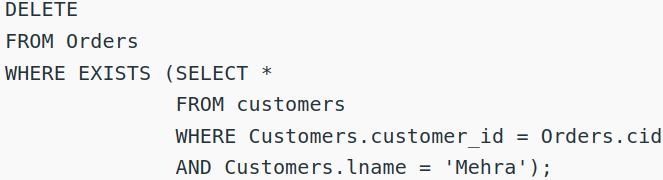 DELETE
FROM Orders
WHERE EXISTS (SELECT *
FROM customers
WHERE Customers.customer_id = Orders.cid
AND Customers.lname = 'Mehra');